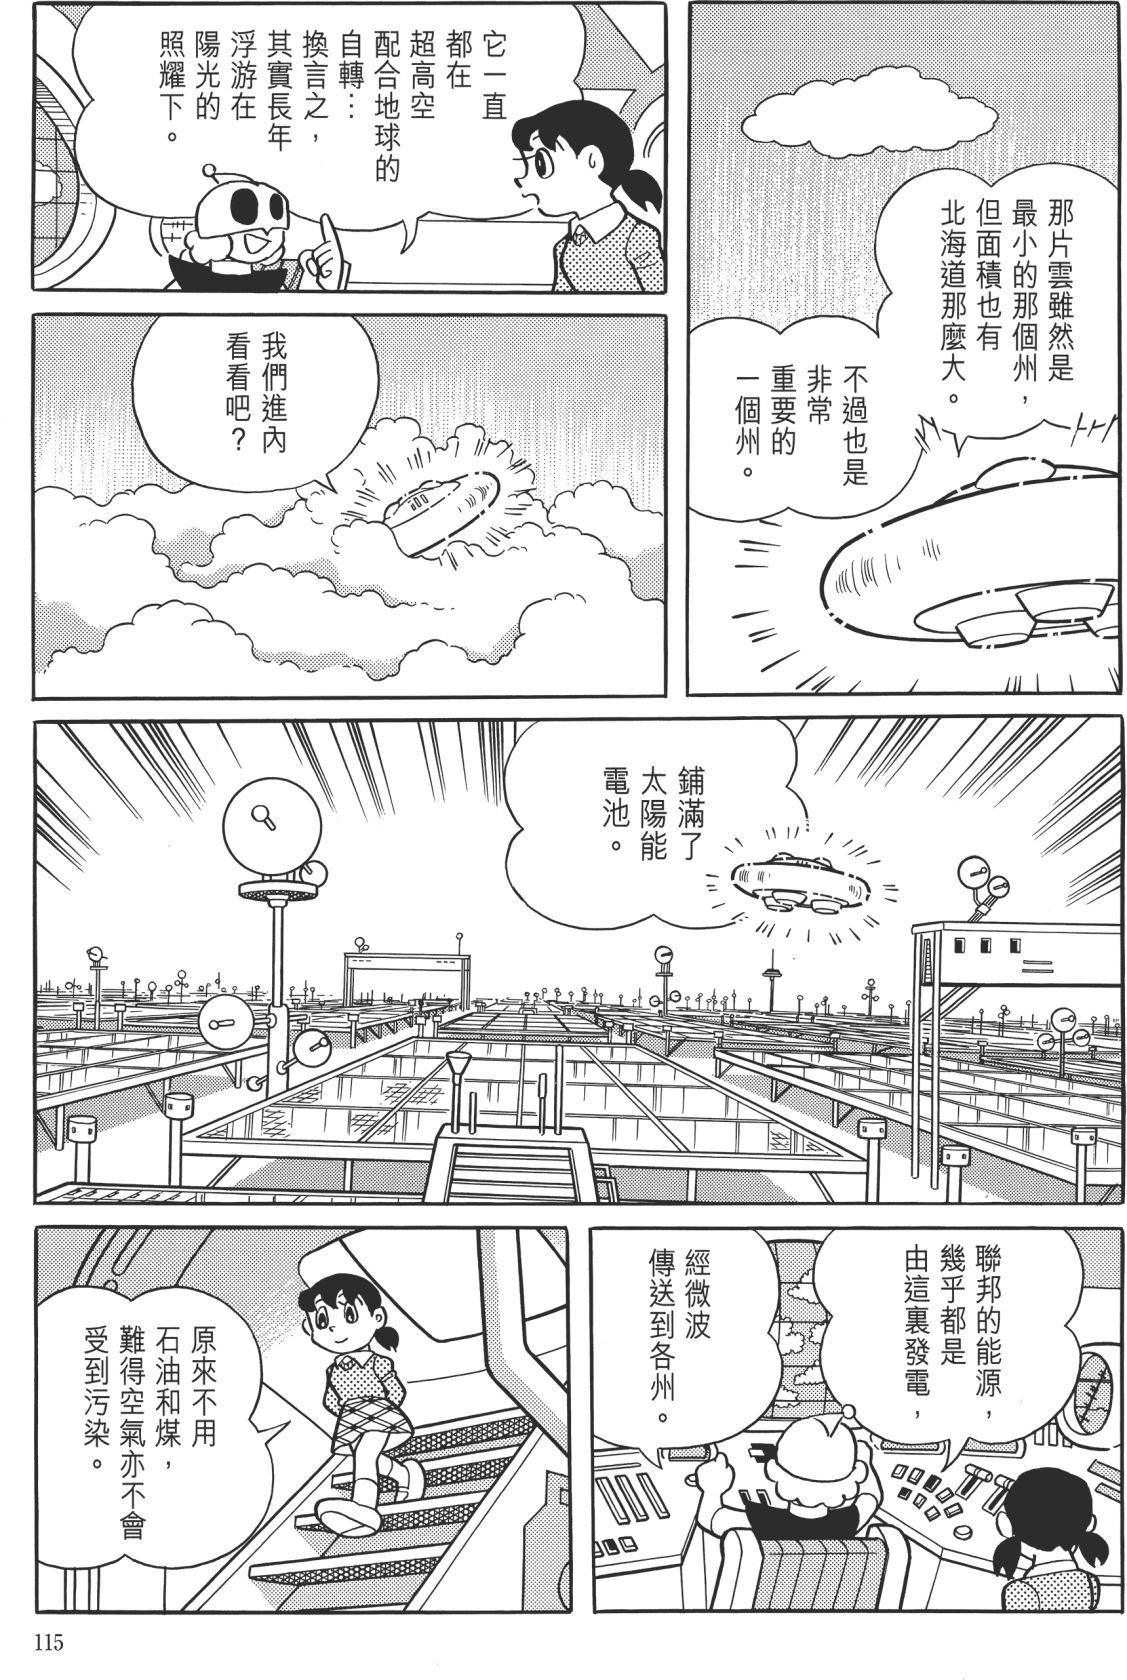 那片雲雖然是
最小的那個州，
但面積也有
北海道那麼大。
不過也是
非常
重要的
一個州。
它一直
都在
超高空
配合地球的
自轉…
換言之，
其實長年
浮游在
陽光的
照耀下。
我們進內
看看吧？
鋪滿了
太陽能
電池。
聯邦的能源，
幾乎都是
由這裏發電，
經微波
傳送到各州。
原來不用
石油和煤，
難得空氣亦不會
受到污染。
115